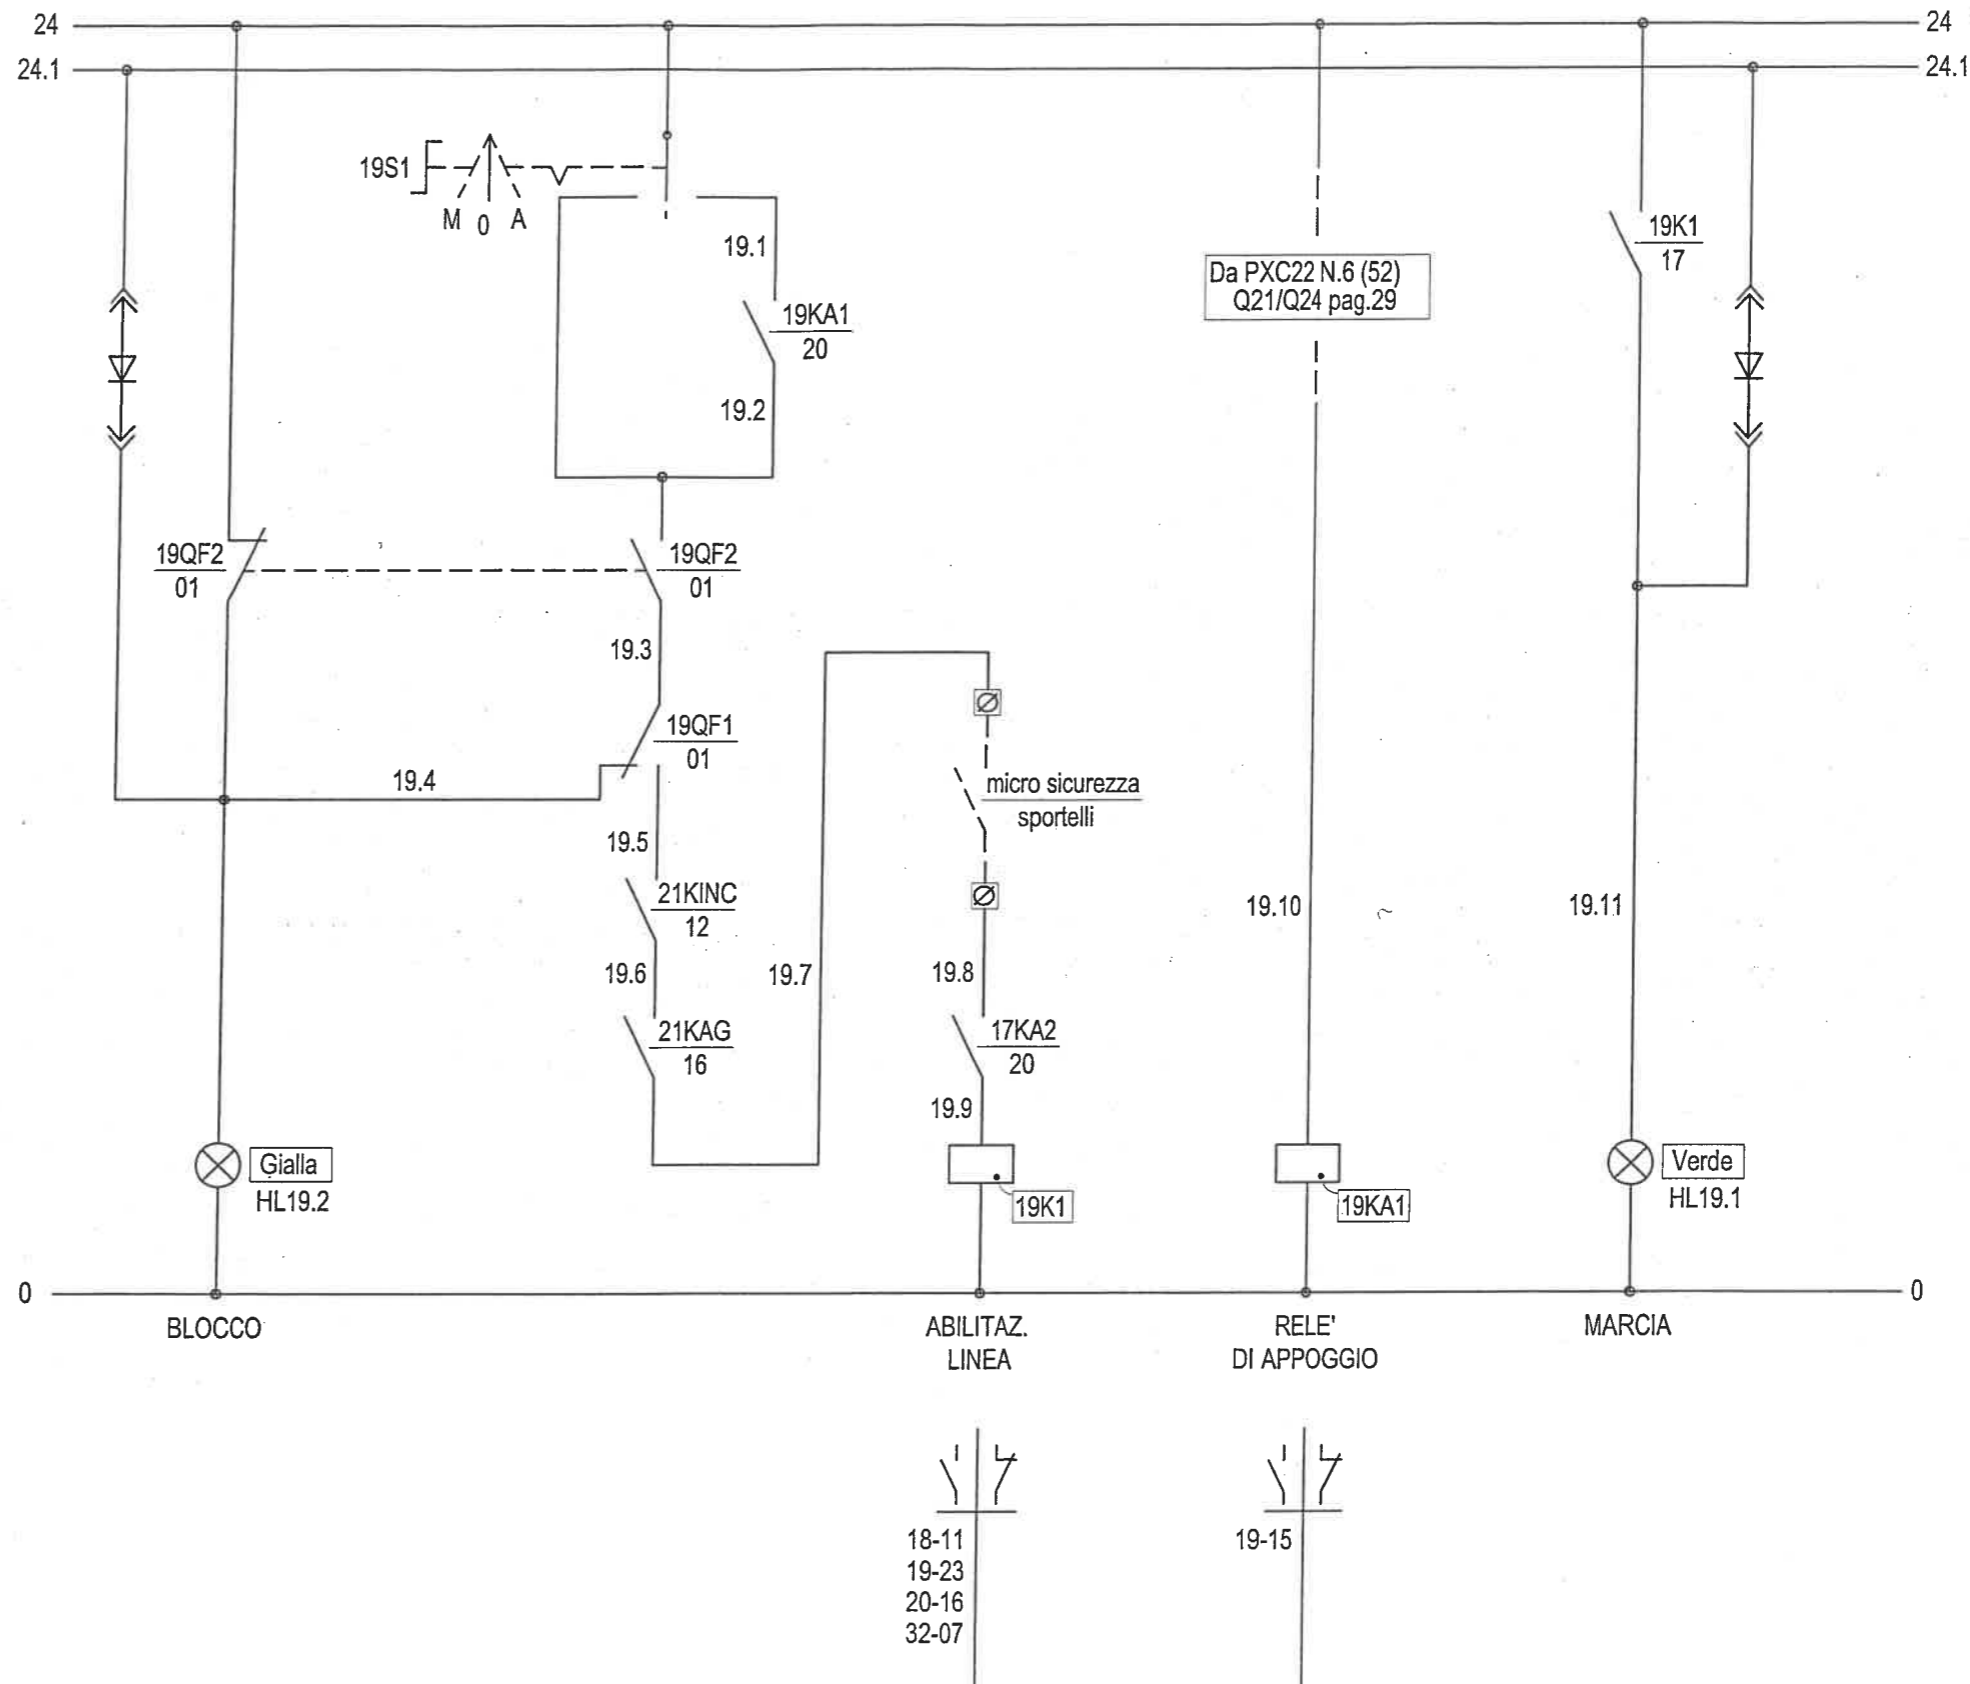 24
24
24.1
24.1
19S1
M 0 A
19.1
19K1
17
Da PXC22 N.6 (52)
Q21/Q24 pag.29
19KA1
20
19.2
19QF2
01
19QF2
01
19.3
19QF1
01
19.4
micro sicurezza
sportelli
19.5
21KINC
12
19.10
19.11
19.6
19.7
19.8
21KAG
16
17KA2
20
19.9
Gialla
HL19.2
Verde
HL19.1
19K1
19KA1
0
0
BLOCCO
ABILITAZ.
LINEA
RELE'
DI APPOGGIO
MARCIA
18-11
19-23
20-16
32-07
19-15